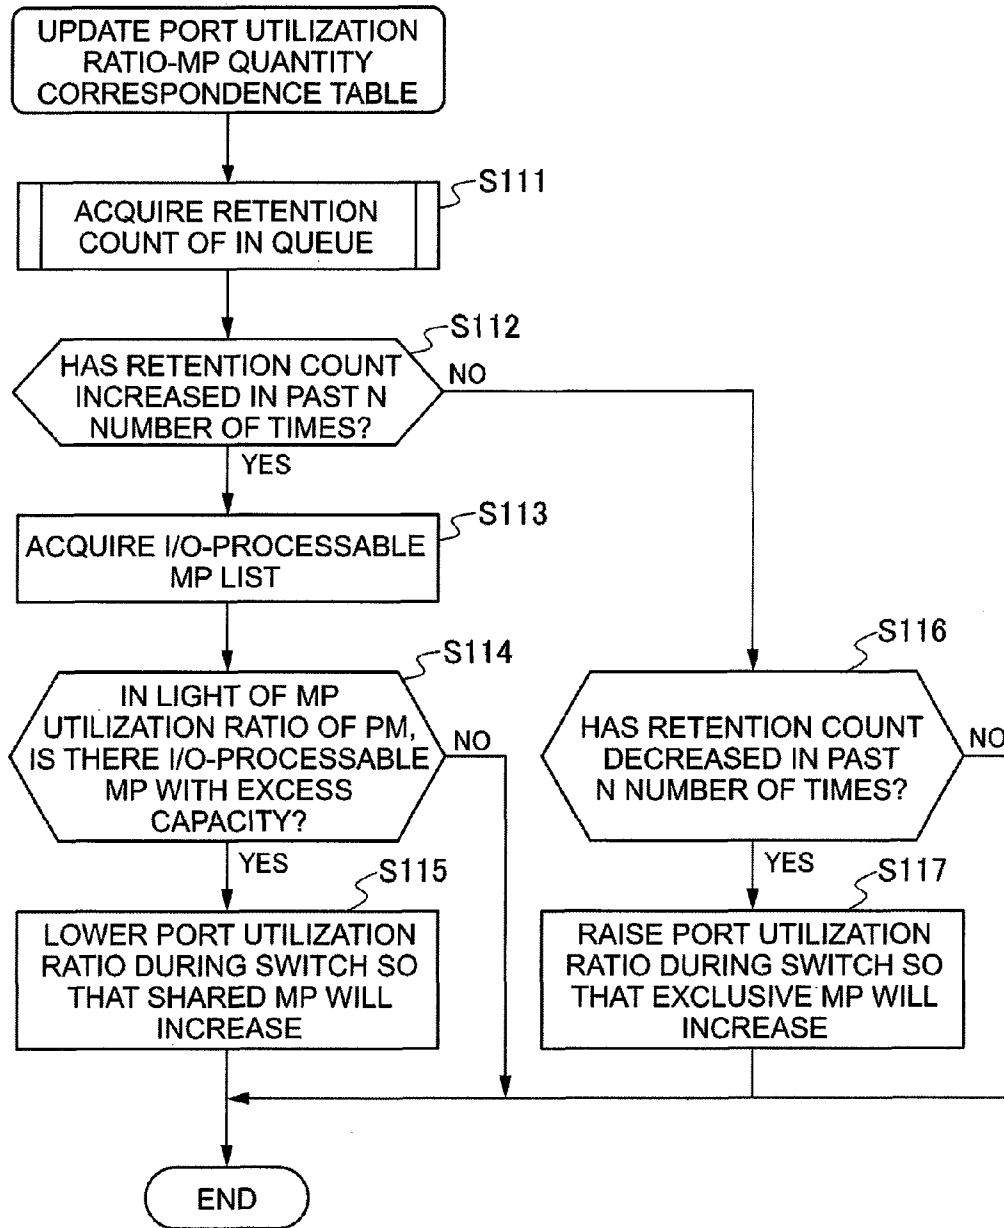 UPDATE PORT UTILIZATION
RATIO-MP QUANTITY
CORRESPONDENCE TABLE
S111
ACQUIRE RETENTION
COUNT OF IN QUEUE
S112
HAS RETENTION COUNT
INCREASED IN PAST N
NUMBER OF TIMES?
NO
YES
S113
ACQUIRE I/O-PROCESSABLE
MP LIST
S114
IN LIGHT OF MP
UTILIZATION RATIO OF PM,
IS THERE I/O-PROCESSABLE
MP WITH EXCESS
CAPACITY?
NO
YES
S115
LOWER PORT UTILIZATION
RATIO DURING SWITCH SO
THAT SHARED MP WILL
INCREASE
S116
HAS RETENTION COUNT
DECREASED IN PAST
N NUMBER OF TIMES?
NO
YES
S117
RAISE PORT UTILIZATION
RATIO DURING SWITCH SO
THAT EXCLUSIVE MP WILL
INCREASE
END